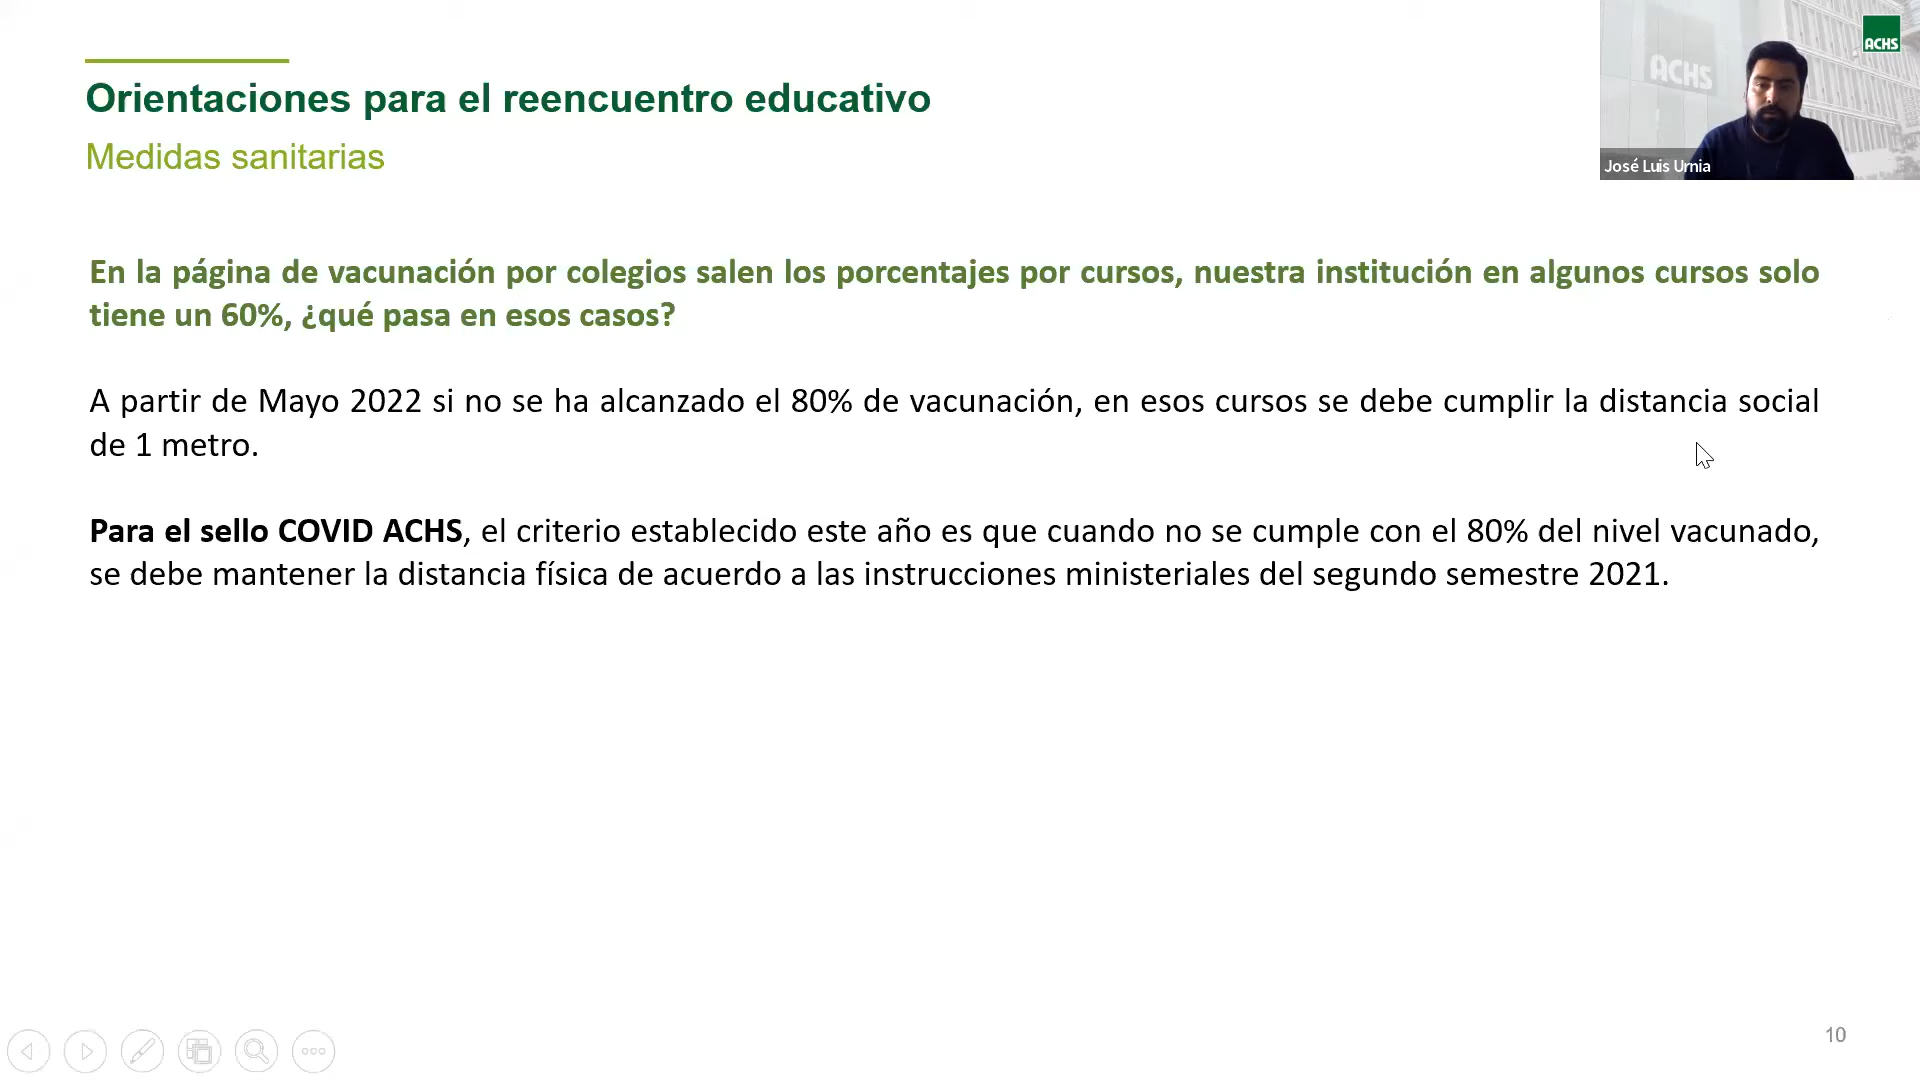 Orientaciones para el reencuentro educativo
Medidas sanitarias
ACHS
ACHS
José Luis Urnia
En la página de vacunación por colegios salen los porcentajes por cursos, nuestra institución en algunos cursos solo
tiene un 60%, ¿qué pasa en esos casos?
A partir de Mayo 2022 si no se ha alcanzado el 80% de vacunación, en esos cursos se debe cumplir la distancia social
de 1 metro.
Para el sello COVID ACHS, el criterio establecido este año es que cuando no se cumple con el 80% del nivel vacunado,
se debe mantener la distancia física de acuerdo a las instrucciones ministeriales del segundo semestre 2021.
10